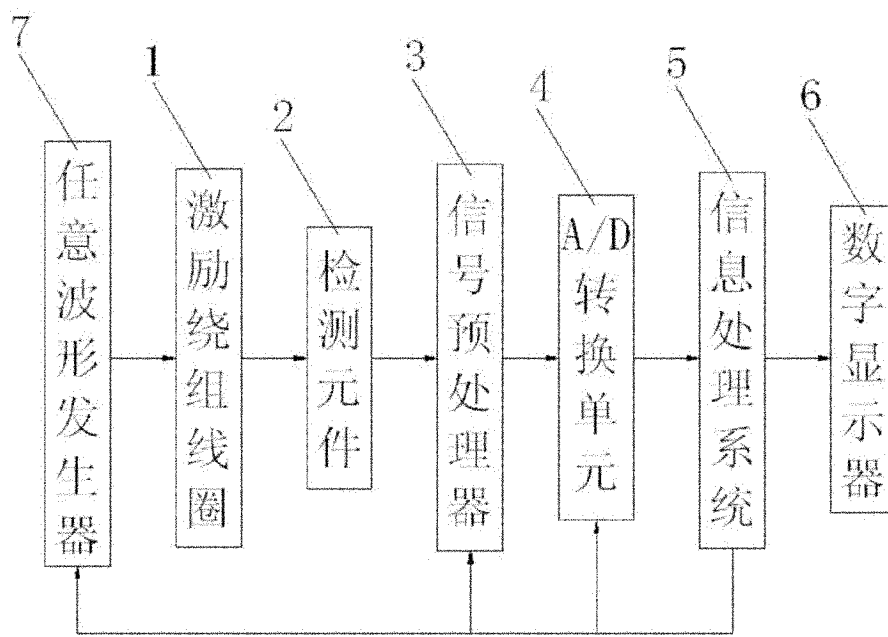 7
任意波形发生器
1
激励绕组线圈
2
检测元件
3
信号预处理器
4
A/D转换单元
5
信息处理系统
6
数字显示器